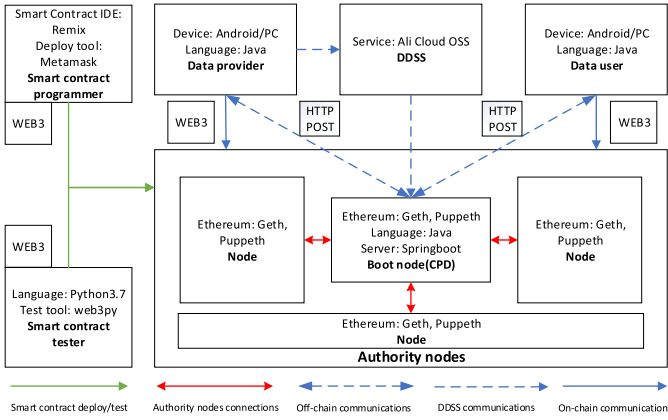 Smart Contract IDE:
Remix
Deploy tool:
Metamask
Smart contract
programmer
WEB3
Device: Android/PC
Language: Java
Data provider
Service: Ali Cloud OSS
DDSS
Device: Android/PC
Language: Java
Data user
WEB3
HTTP
POST
HTTP
POST
WEB3
Ethereum: Geth,
Puppeth
Node
Ethereum: Geth, Puppeth
Language: Java
Server: Springboot
Boot node(CPD)
Ethereum: Geth,
Puppeth
Node
WEB3
Language: Python3.7
Test tool: web3py
Smart contract
tester
Ethereum: Geth, Puppeth
Node
Authority nodes
Smart contract deploy/test
Authority nodes connections
Off-chain communications
DDSS communications
On-chain communication